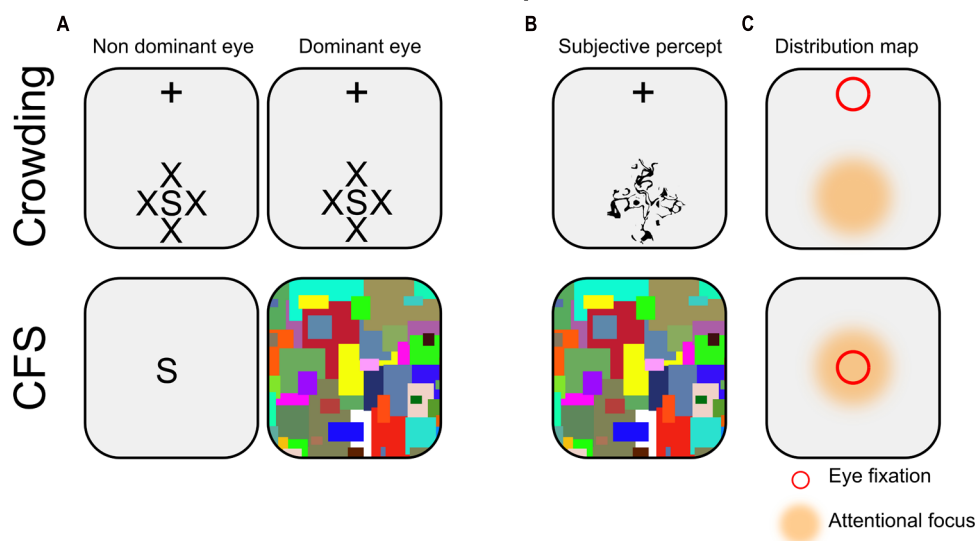 A
B
C
Non dominant eye
Dominant eye
Subjective percept
Distribution map
Crowding
+
+
+
X
XSX
X
X
XSX
X
CFS
S
Eye fixation
Attentional focus